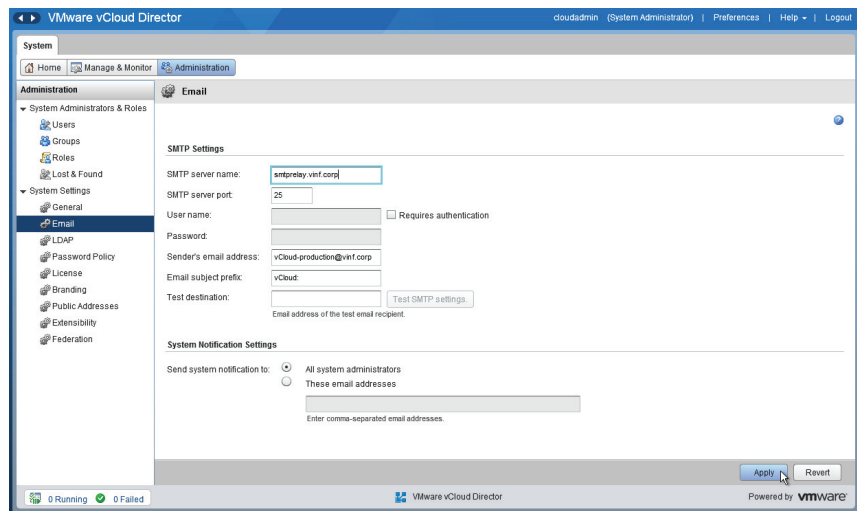 VMware vCloud Director
cloudadmin (System Administrator) | Preferences | Help | Logout
System
Home
Manage & Monitor
Administration
Administration
Email
System Administrators & Roles
Users
Groups
Roles
Lost & Found
System Settings
General
Email
LDAP
Password Policy
License
Branding
Public Addresses
Extensibility
Federation
SMTP Settings
SMTP server name: smtprelay.vinf.corp
SMTP server port: 25
User name: Requires authentication
Password:
Sender's email address: vCloud-production@vinf.corp
Email subject prefix: vCloud:
Test destination: Test SMTP settings.
Email address of the test email recipient.
System Notification Settings
Send system notification to: All system administrators
These email addresses
Enter comma-separated email addresses.
Apply
Revert
0 Running 0 Failed
VMware vCloud Director
Powered by vmware